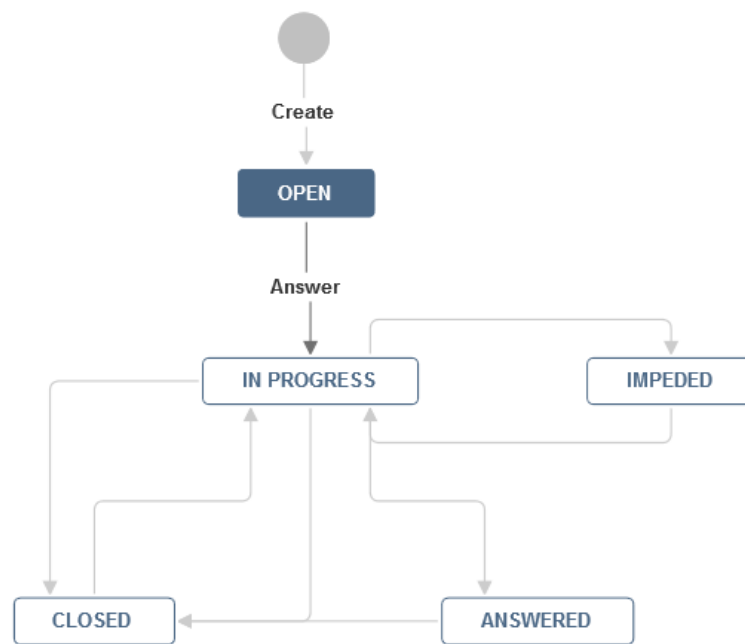 Create
OPEN
Answer
IN PROGRESS
IMPEDED
CLOSED
ANSWERED